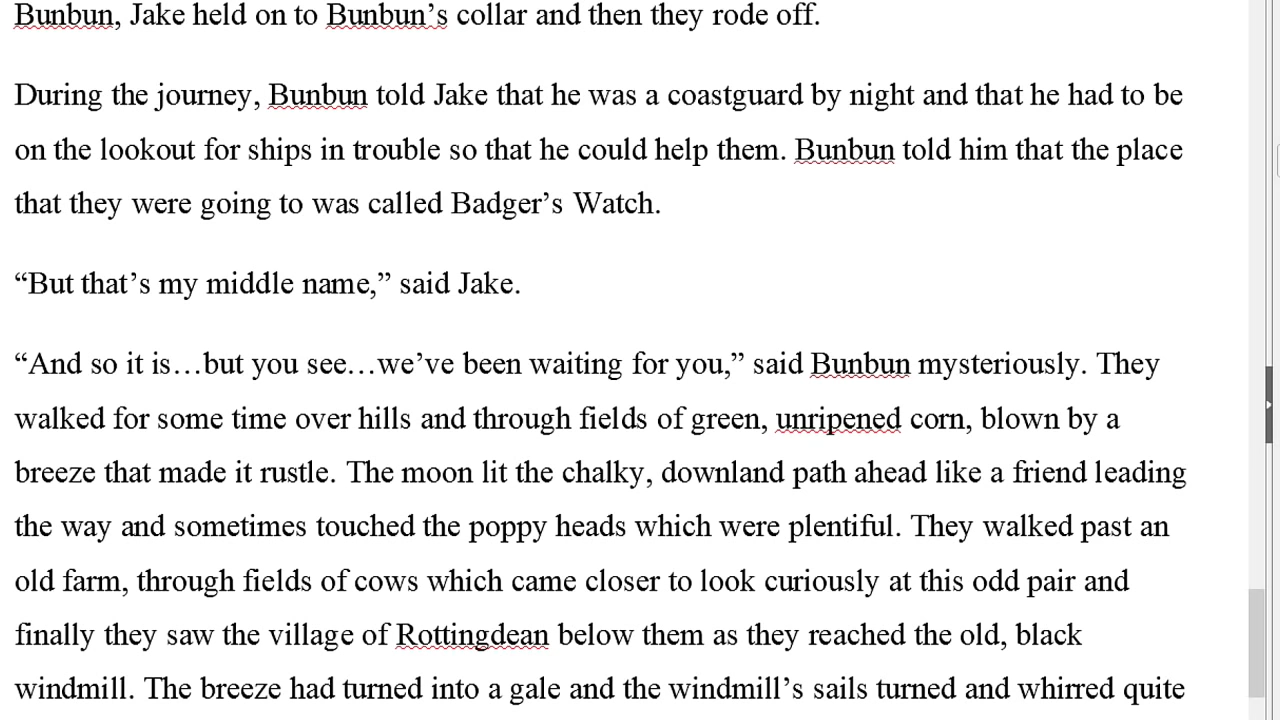 Bunbun, Jake held on to Bunbun’s collar and then they rode off.
During the journey, Bunbun told Jake that he was a coastguard by night and that he had to be
on the lookout for ships in trouble so that he could help them. Bunbun told him that the place
that they were going to was called Badger’s Watch.
“But that’s my middle name,” said Jake.
“And so it is…but you see…we’ve been waiting for you,” said Bunbun mysteriously. They
walked for some time over hills and through fields of green, unripened corn, blown by a
breeze that made it rustle. The moon lit the chalky, downland path ahead like a friend leading
the way and sometimes touched the poppy heads which were plentiful. They walked past an
old farm, through fields of cows which came closer to look curiously at this odd pair and
finally they saw the village of Rottingdean below them as they reached the old, black
windmill. The breeze had turned into a gale and the windmill’s sails turned and whirred quite